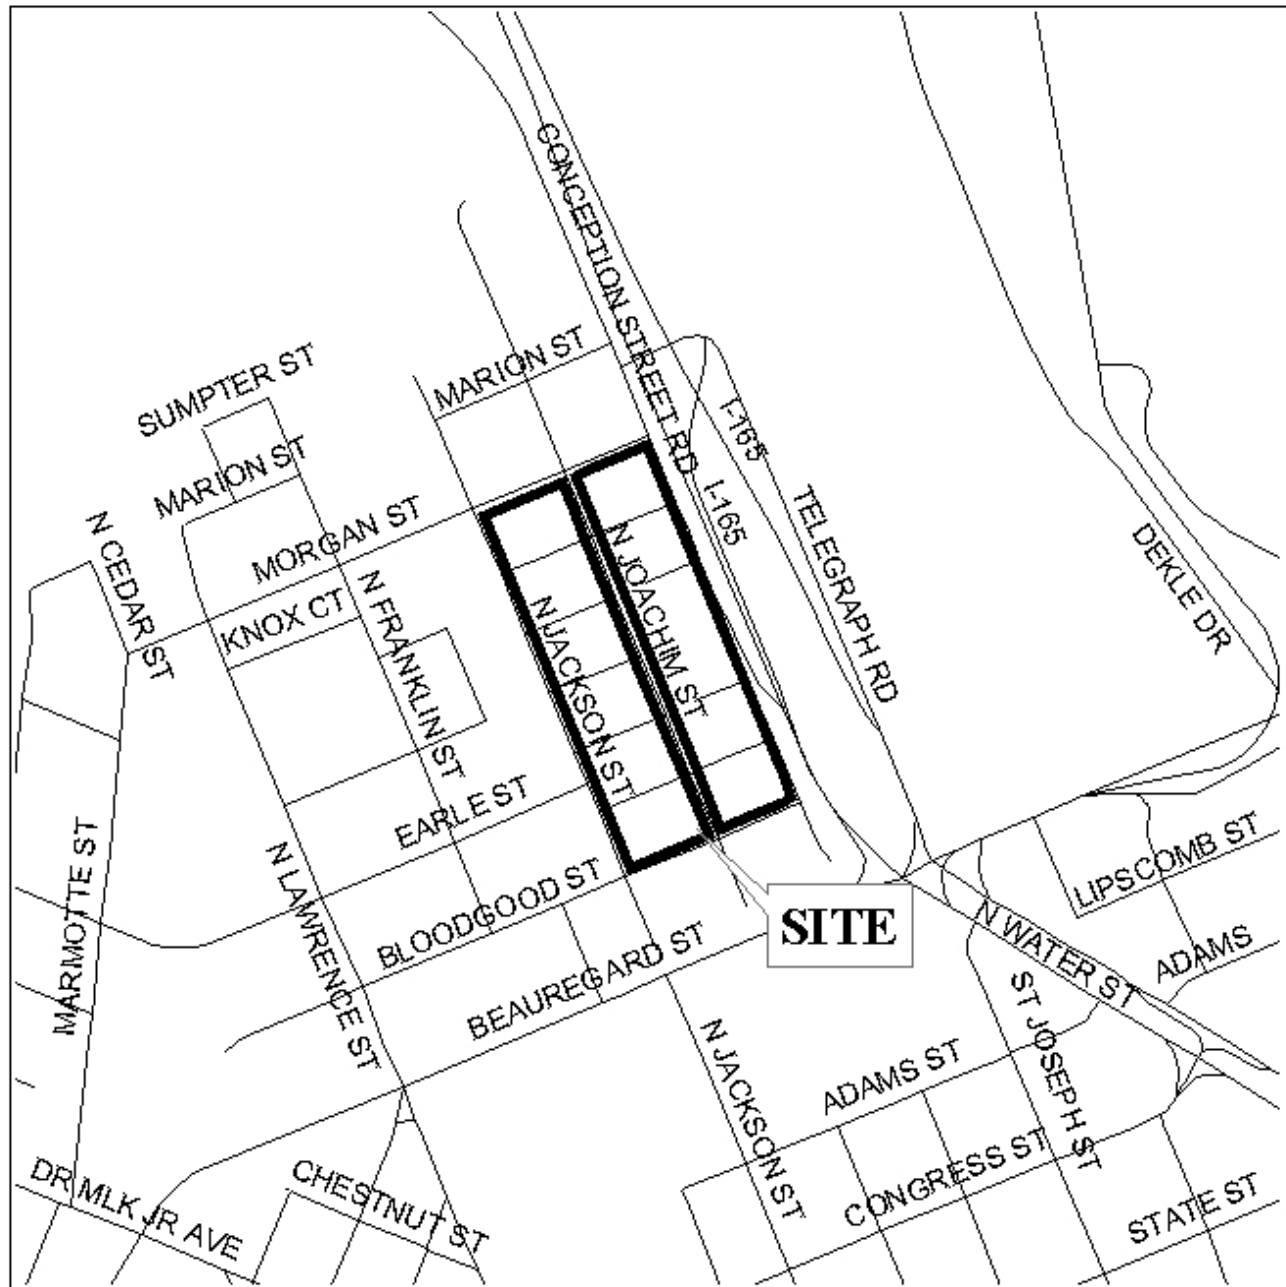 CONCEPTION STREET RD
MARION ST
SUMPTER ST
I-165
MARION ST
I-165
TELEGRAPH RD
N CEDAR ST
MORGAN ST
N JOACHIM ST
DEKLE DR
KNOX CT
N FRANKLIN ST
N JACKSON ST
EARLE ST
MARMOTTE ST
N LAWRENCE ST
BLOODGOOD ST
LIPSCOMB ST
SITE
N WATER ST
BEAUREGARD ST
ADAMS
ST JOSEPH ST
N JACKSON ST
ADAMS ST
CONGRESS ST
DR MLK JR AVE
CHESTNUT ST
STATE ST